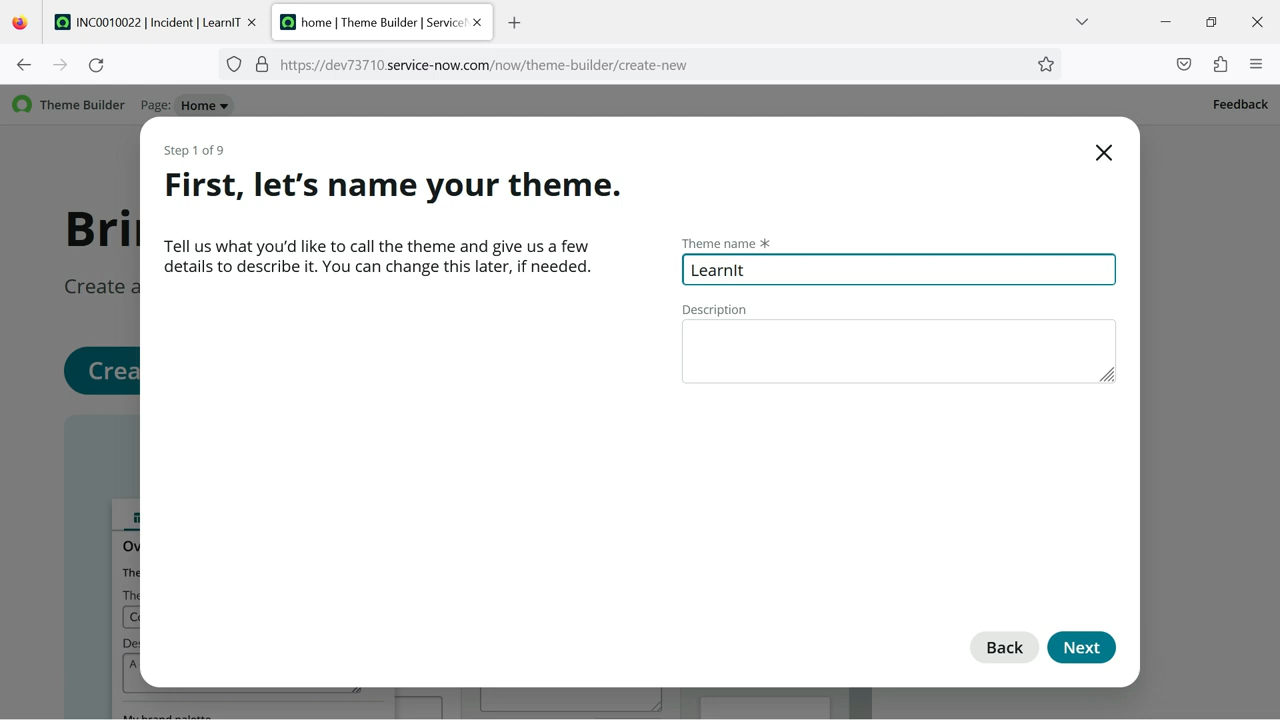 INC0010022 | Incident | LearnIT
home | Theme Builder | Service
https://dev73710.service-now.com/now/theme-builder/create-new
Theme Builder
Page: Home
Feedback
Step 1 of 9
First, let's name your theme.
Tell us what you'd like to call the theme and give us a few
details to describe it. You can change this later, if needed.
Theme name *
LearnIt
Description
Back
Next
Bri
Create a
Crea
Ov
The
The
Co
Des
A
My brand palette